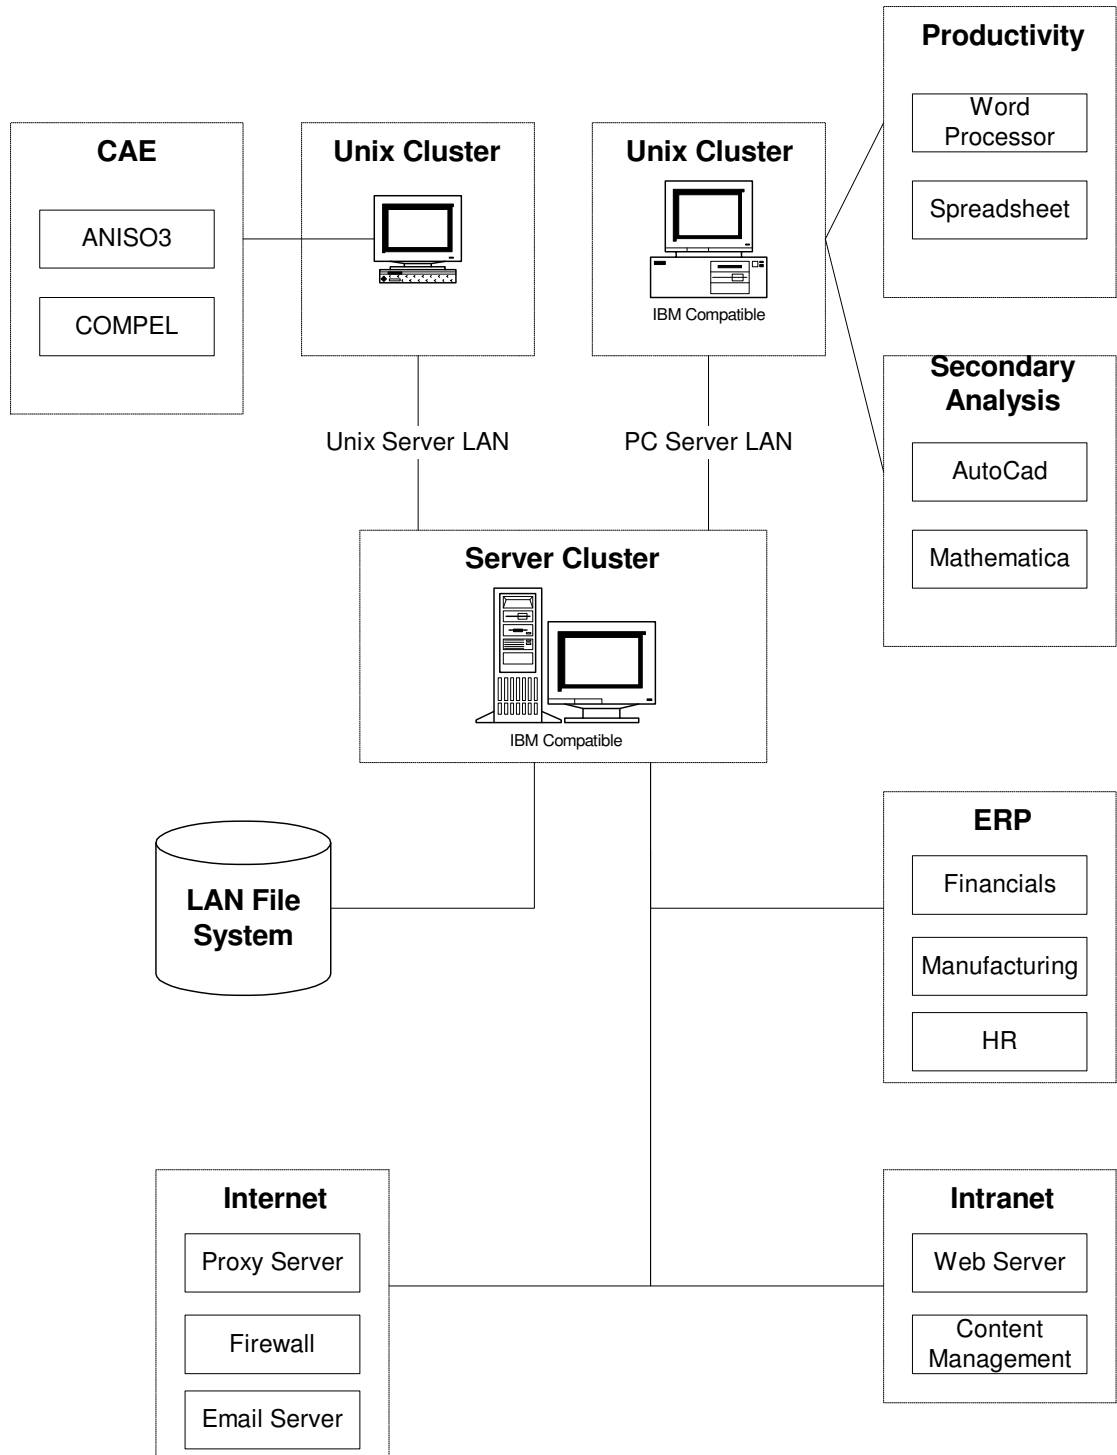 Productivity
Word
Processor
Spreadsheet
CAE
ANISO3
COMPEL
Unix Cluster
Unix Cluster
IBM Compatible
Secondary
Analysis
AutoCad
Mathematica
Unix Server LAN
PC Server LAN
Server Cluster
IBM Compatible
LAN File
System
ERP
Financials
Manufacturing
HR
Internet
Proxy Server
Firewall
Email Server
Intranet
Web Server
Content
Management